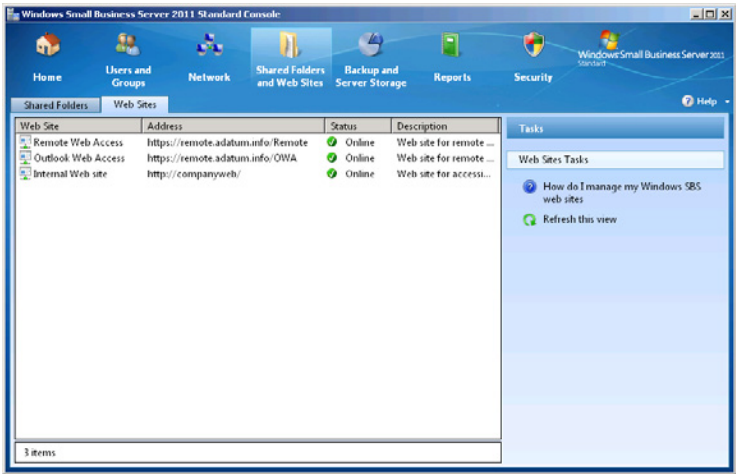 Windows Small Business Server 2011 Standard Console
Home
Users and Groups
Network
Shared Folders and Web Sites
Backup and Server Storage
Reports
Security
Windows Small Business Server 2011
Standard
Shared Folders
Web Sites
Help
Web Site Address Status Description
Remote Web Access https://remote.adatum.info/Remote Online Web site for remote ...
Outlook Web Access https://remote.adatum.info/OWA Online Web site for remote ...
Internal Web site http://companyweb/ Online Web site for accessi...
Tasks
Web Sites Tasks
How do I manage my Windows SBS
web sites
Refresh this view
3 items